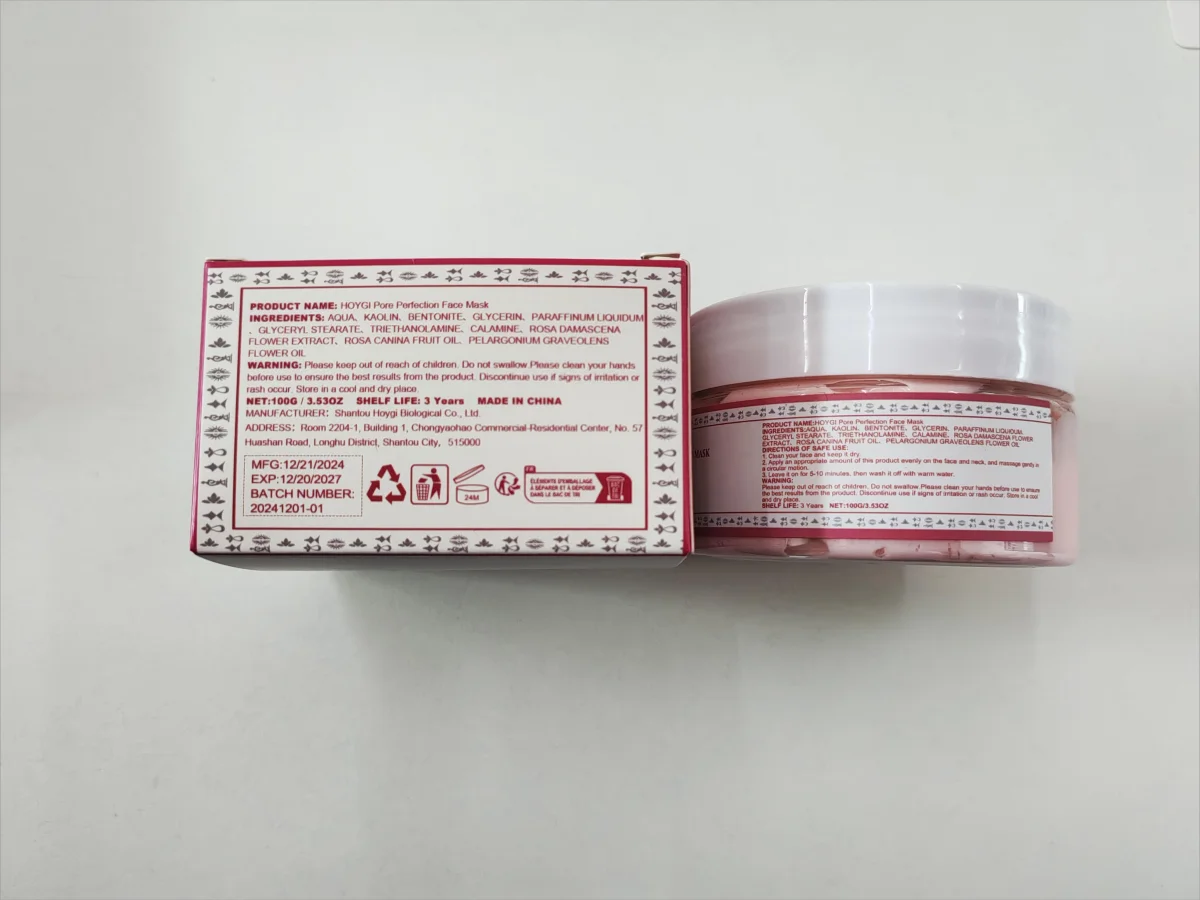 PRODUCT NAME: HOYGI Pore Perfection Face Mask
INGREDIENTS: AQUA、KAOLIN、BENTONITE、GLYCERIN、PARAFFINUM LIQUIDUM
、GLYCERYL STEARATE、TRIETHANOLAMINE、CALAMINE、ROSA DAMASCENA
FLOWER EXTRACT、ROSA CANINA FRUIT OIL、PELARGONIUM GRAVEOLENS
FLOWER OIL
WARNING: Please keep out of reach of children. Do not swallow.Please clean your hands
before use to ensure the best results from the product. Discontinue use if signs of irritation or
rash occur. Store in a cool and dry place.
NET:100G / 3.53OZ SHELF LIFE: 3 Years MADE IN CHINA
MANUFACTURER: Shantou Hoygi Biological Co., Ltd.
ADDRESS: Room 2204-1, Building 1, Chongyaohao Commercial-Residential Center, No. 57
Huashan Road, Longhu District, Shantou City, 515000
MFG:12/21/2024
EXP:12/20/2027
BATCH NUMBER:
20241201-01
24M
FR
ÉLÉMENTS D'EMBALLAGE
À SÉPARER ET À DÉPOSER
DANS LE BAC DE TRI
MASK
PRODUCT NAME:HOYGI Pore Perfection Face Mask
INGREDIENTS:AQUA、KAOLIN、BENTONITE、GLYCERIN、PARAFFINUM LIQUIDUM、
GLYCERYL STEARATE、TRIETHANOLAMINE、CALAMINE、ROSA DAMASCENA FLOWER
EXTRACT、ROSA CANINA FRUIT OIL、PELARGONIUM GRAVEOLENS FLOWER OIL
DIRECTIONS OF SAFE USE:
1. Clean your face and keep it dry.
2. Apply an appropriate amount of this product evenly on the face and neck, and massage gently in
a circular motion.
3. Leave it on for 5-10 minutes, then wash it off with warm water.
WARNING:
Please keep out of reach of children. Do not swallow.Please clean your hands before use to ensure
the best results from the product. Discontinue use if signs of irritation or rash occur. Store in a cool
and dry place.
SHELF LIFE: 3 Years NET:100G/3.53OZ